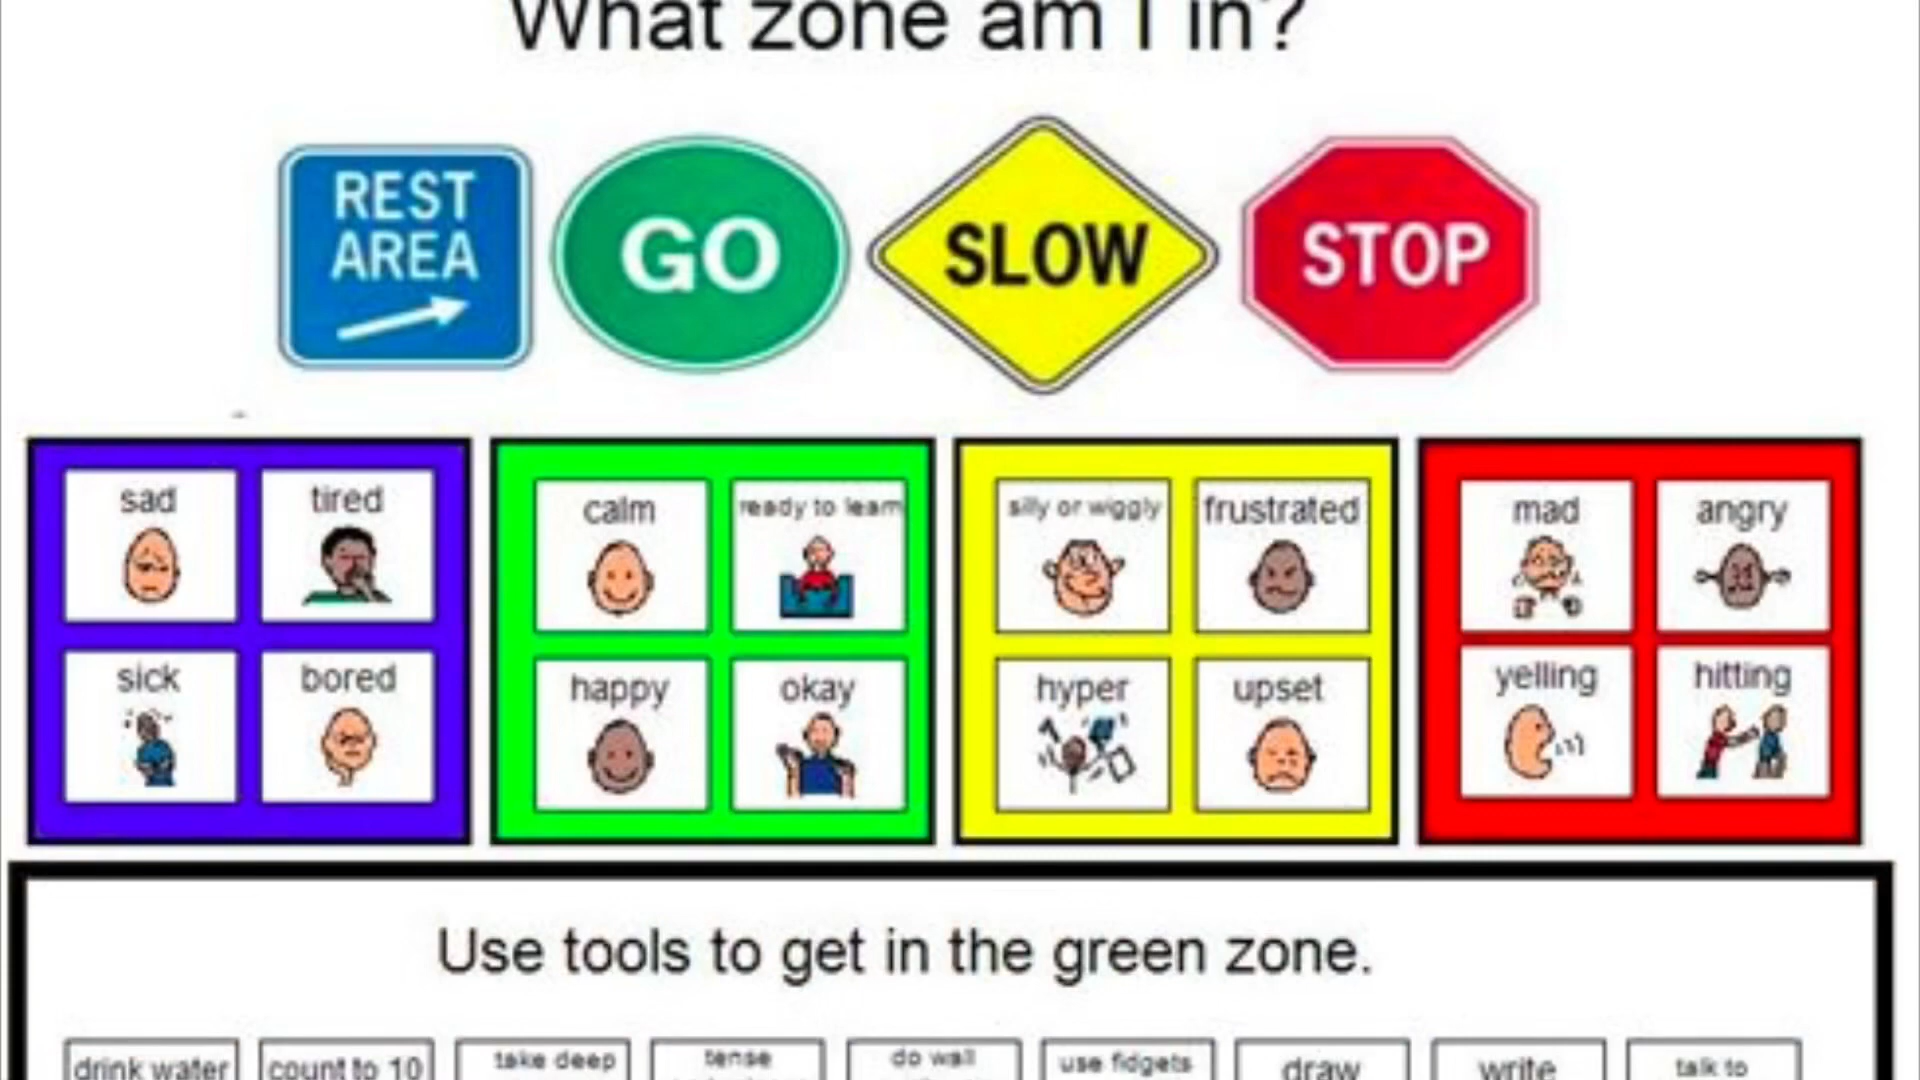 What zone am I in?
REST
AREA
GO
SLOW
STOP
sad
tired
sick
bored
calm
ready to learn
happy
okay
silly or wiggly
frustrated
hyper
upset
mad
angry
yelling
hitting
Use tools to get in the green zone.
drink water
count to 10
take deep
tense
do wall
use fidgets
draw
write
talk to